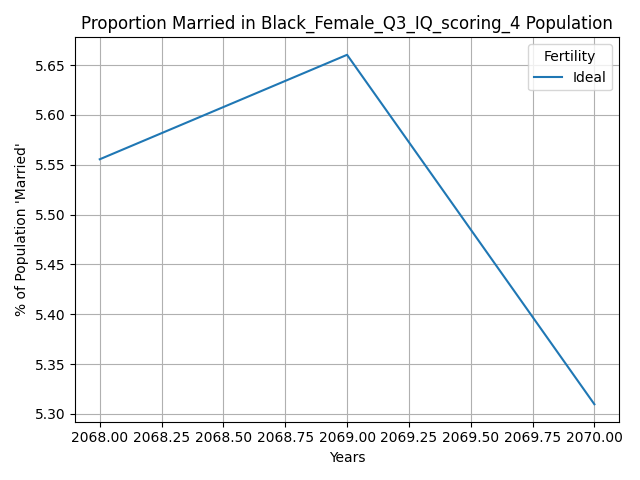 Proportion Married in Black_Female_Q3_IQ_scoring_4 Population
Fertility
Ideal
% of Population 'Married'
5.65
5.60
5.55
5.50
5.45
5.40
5.35
5.30
2068.00 2068.25 2068.50 2068.75 2069.00 2069.25 2069.50 2069.75 2070.00
Years